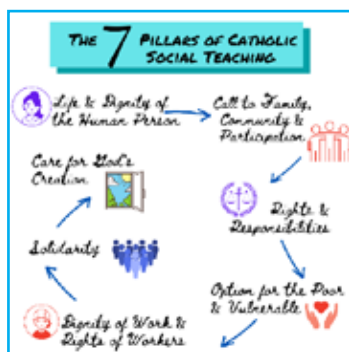 THE 7 PILLARS OF CATHOLIC
SOCIAL TEACHING
Life & Dignity of
the Human Person
Call to Family,
Community &
Participation
Rights &
Responsibilities
Option for the Poor
& Vulnerable
Dignity of Work &
Rights of Workers
Solidarity
Care for God's
Creation